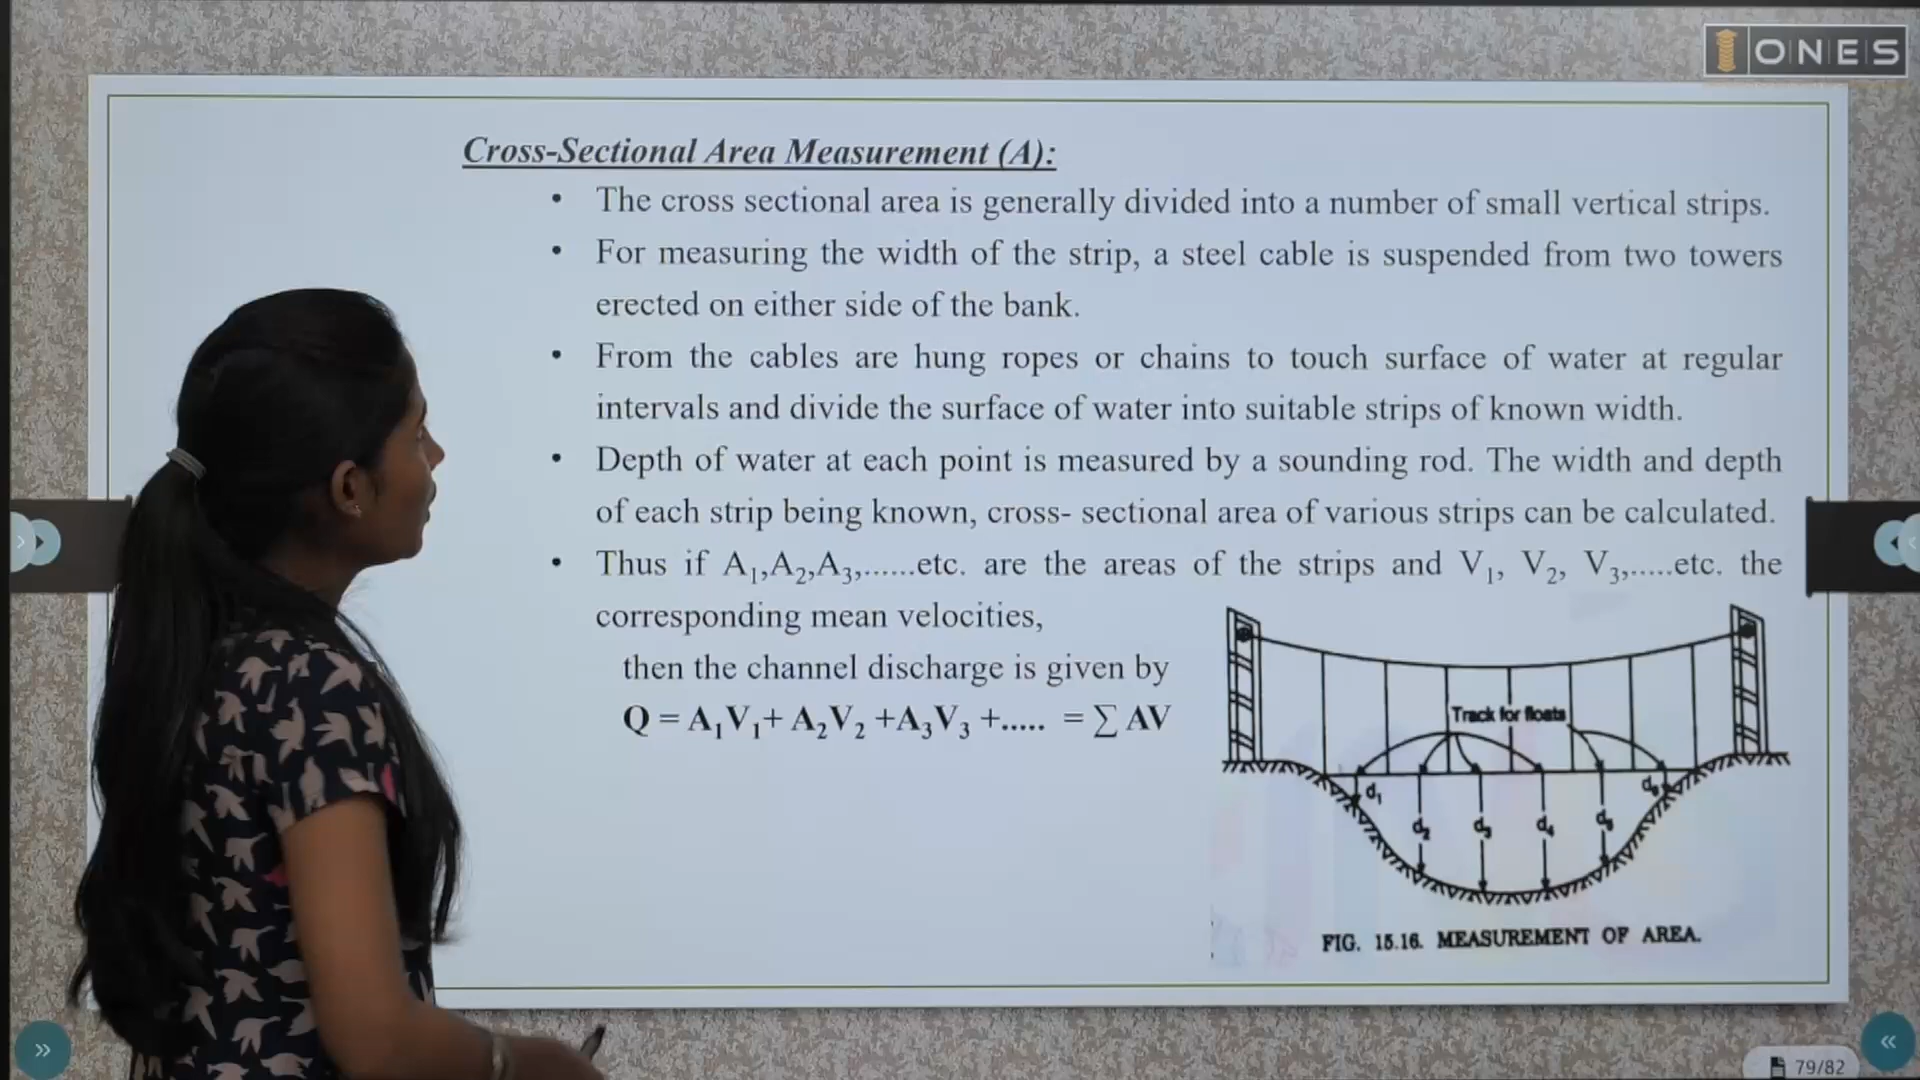 ONES
Cross-Sectional Area Measurement (A):
• The cross sectional area is generally divided into a number of small vertical strips.
• For measuring the width of the strip, a steel cable is suspended from two towers
erected on either side of the bank.
• From the cables are hung ropes or chains to touch surface of water at regular
intervals and divide the surface of water into suitable strips of known width.
• Depth of water at each point is measured by a sounding rod. The width and depth
of each strip being known, cross- sectional area of various strips can be calculated.
• Thus if A₁,A₂,A₃,......etc. are the areas of the strips and V₁, V₂, V₃,.....etc. the
corresponding mean velocities,
then the channel discharge is given by
Q = A₁V₁+ A₂V₂ +A₃V₃ +..... = ∑ AV
Track for floats
d₁
d₂ d₃ d₄ d₅ d₆
FIG. 15.16. MEASUREMENT OF AREA.
79/82